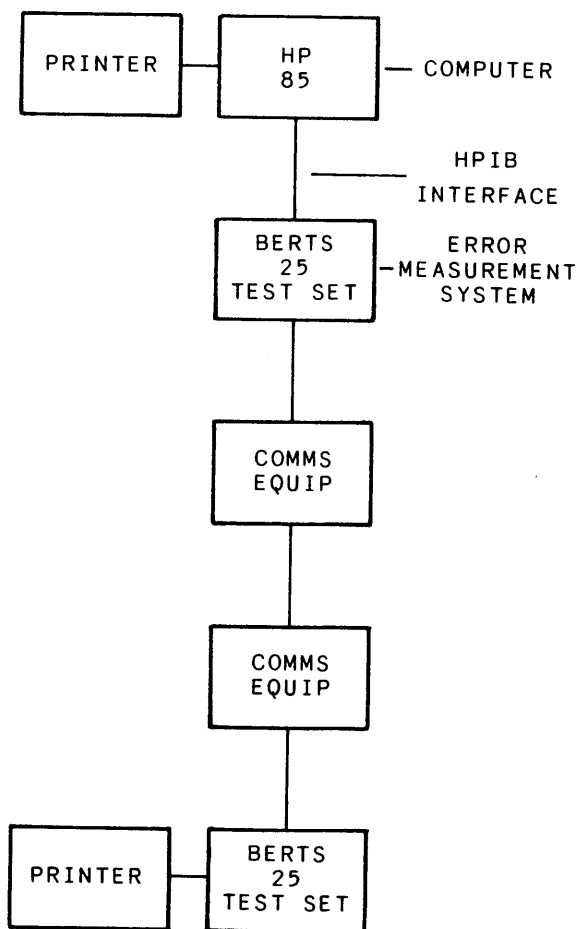 PRINTER
HP
85
COMPUTER
HPIB
INTERFACE
BERTS
25
TEST SET
ERROR
MEASUREMENT
SYSTEM
COMMS
EQUIP
COMMS
EQUIP
PRINTER
BERTS
25
TEST SET